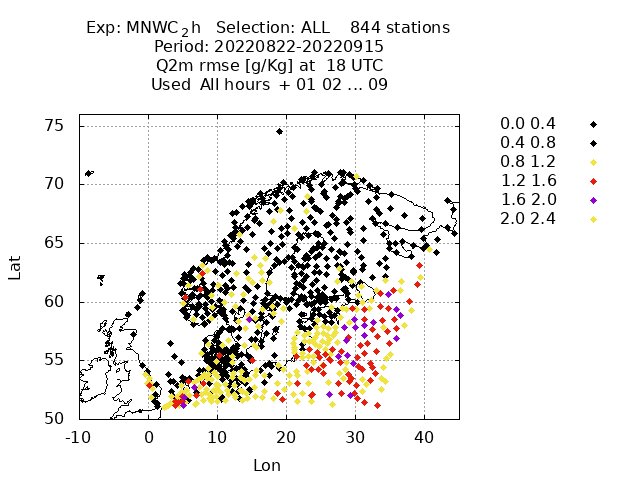 Exp: MNWC2h Selection: ALL 844 stations
Period: 20220822-20220915
Q2m rmse [g/Kg] at 18 UTC
Used All hours + 01 02 ... 09
75
70
65
60
55
50
-10 0 10 20 30 40
Lat
Lon
0.0 0.4
0.4 0.8
0.8 1.2
1.2 1.6
1.6 2.0
2.0 2.4